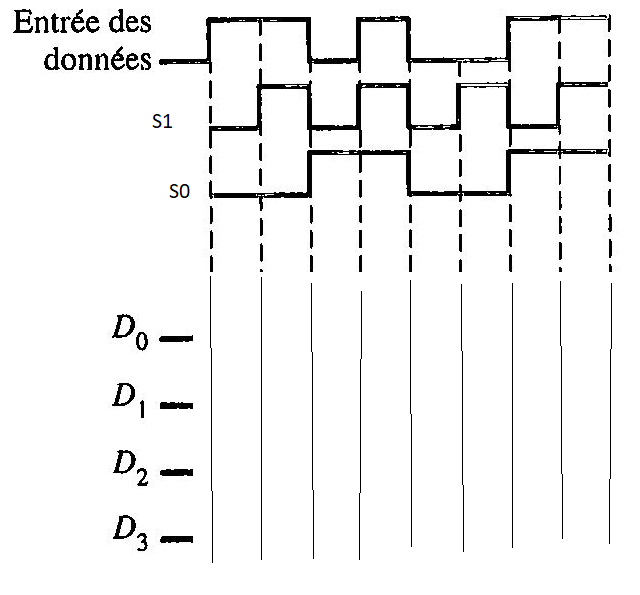 Entrée des
données
S1
S0
D0
D1
D2
D3